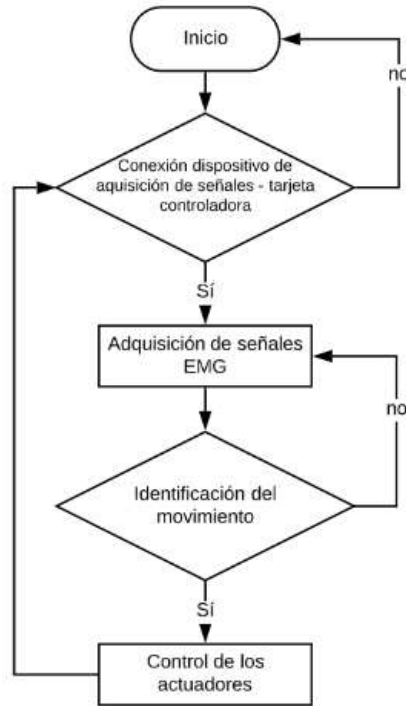 Inicio
no
Conexión dispositivo de
aquisición de señales - tarjeta
controladora
Sí
Adquisición de señales
EMG
no
Identificación del
movimiento
Sí
Control de los
actuadores